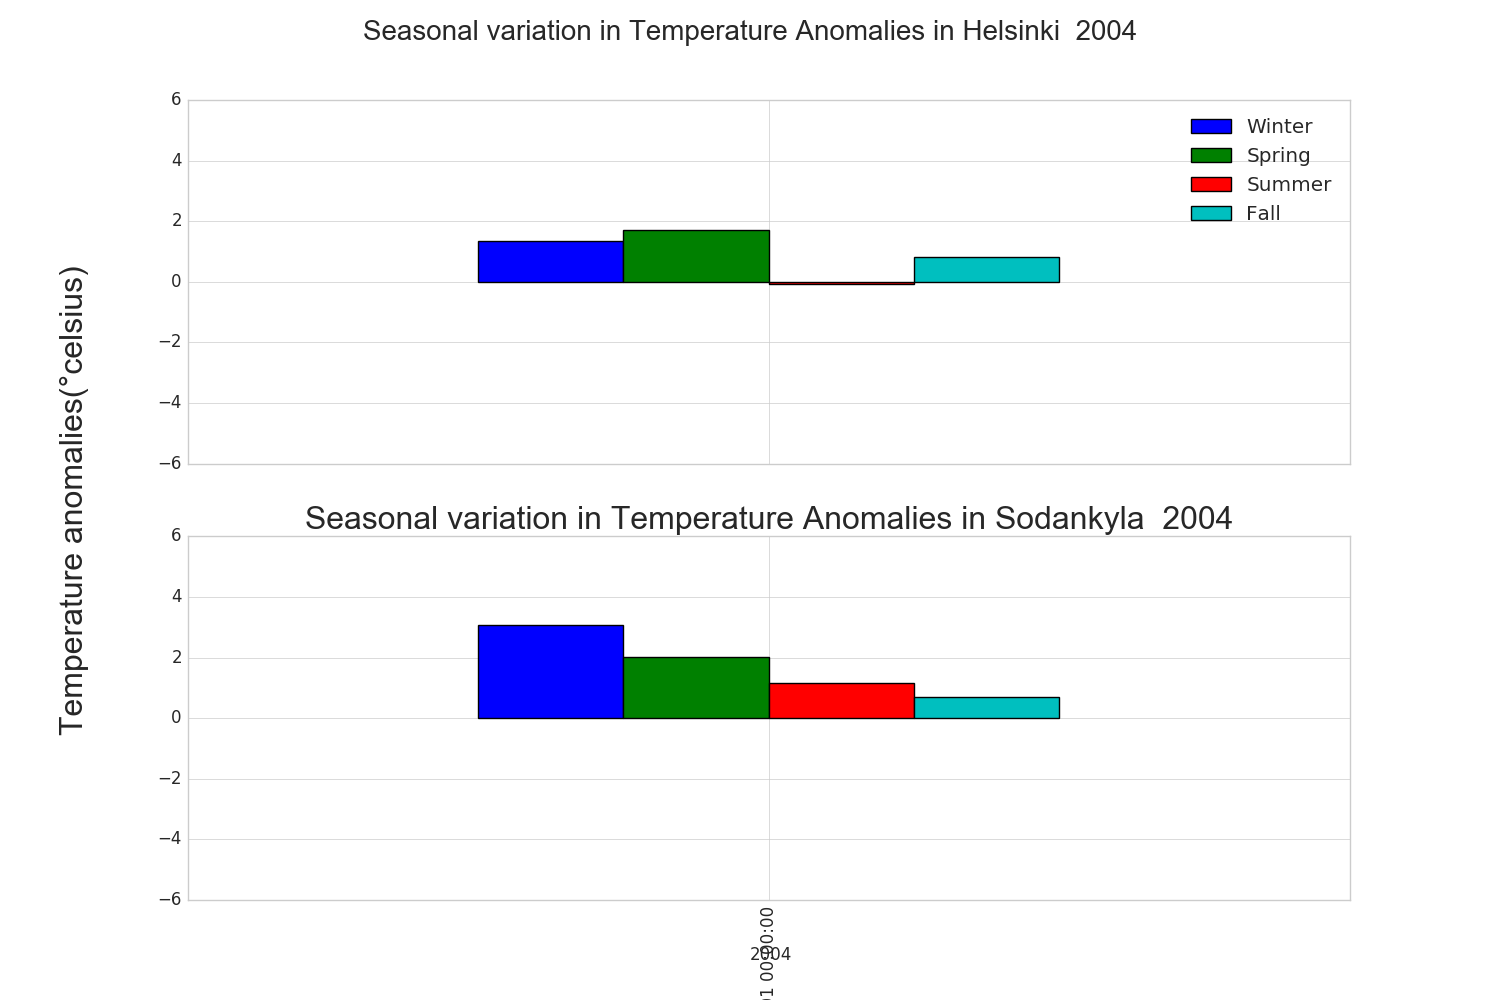 Seasonal variation in Temperature Anomalies in Helsinki  2004
6
4
2
0
−2
−4
−6
Winter
Spring
Summer
Fall
Temperature anomalies(°celsius)
Seasonal variation in Temperature Anomalies in Sodankyla  2004
6
4
2
0
−2
−4
−6
2004